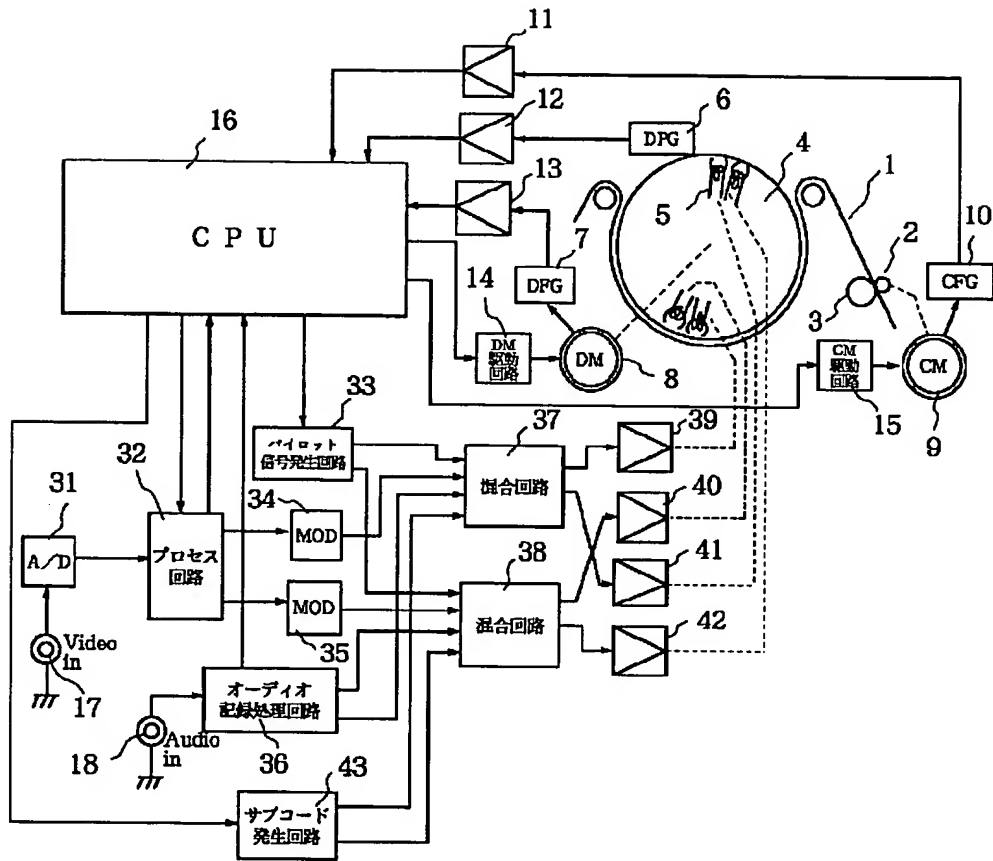 11
12
6
16
DPG
4
13
1
5
10
CPU
7
2
DFG
CFG
14
3
DM
駆動
回路
DM
8
CM
駆動
回路
CM
15
9
33
37
39
パイロット
信号発生回路
32
混合回路
31
34
40
A/D
プロセス
回路
MOD
38
41
MOD
混合回路
42
35
Video
in
17
オーディオ
記録処理回路
Audio
in
18
36
43
サブコード
発生回路